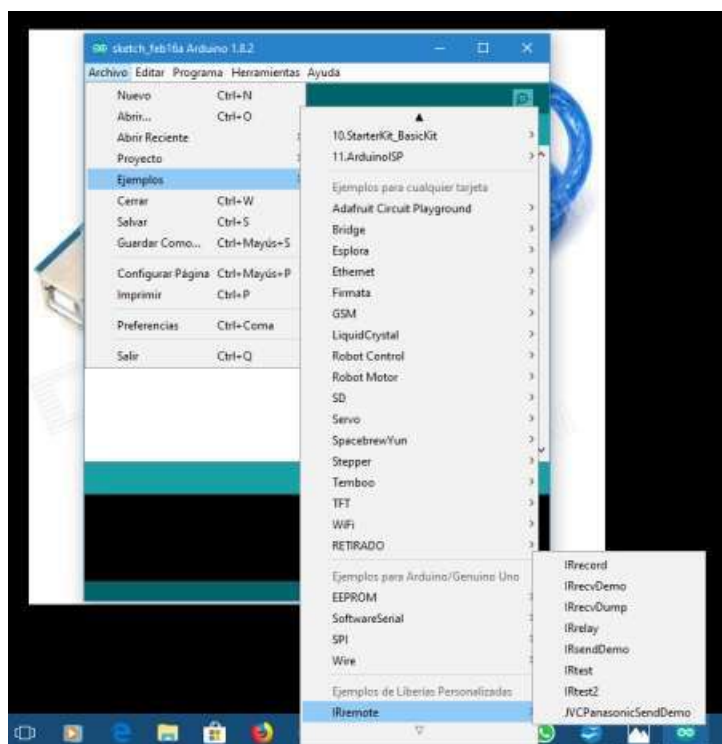 sketch_feb16a Arduino 1.8.2
Archivo Editar Programa Herramientas Ayuda
Nuevo Ctrl+N
Abrir... Ctrl+O
Abrir Reciente
Proyecto
Ejemplos
Cerrar Ctrl+W
Salvar Ctrl+S
Guardar Como... Ctrl+Mayús+S
Configurar Página Ctrl+Mayús+P
Imprimir Ctrl+P
Preferencias Ctrl+Coma
Salir Ctrl+Q
10.StarterKit_BasicKit
11.ArduinoISP
Ejemplos para cualquier tarjeta
Adafruit Circuit Playground
Bridge
Esplora
Ethernet
Firmata
GSM
LiquidCrystal
Robot Control
Robot Motor
SD
Servo
SpacebrewYun
Stepper
Temboo
TFT
WiFi
RETIRADO
Ejemplos para Arduino/Genuino Uno
EEPROM
SoftwareSerial
SPI
Wire
Ejemplos de Liberias Personalizadas
IRremote
IRrecord
IRrecvDemo
IRrecvDump
IRrelay
IRsendDemo
IRtest
IRtest2
JVCPanasonicSendDemo